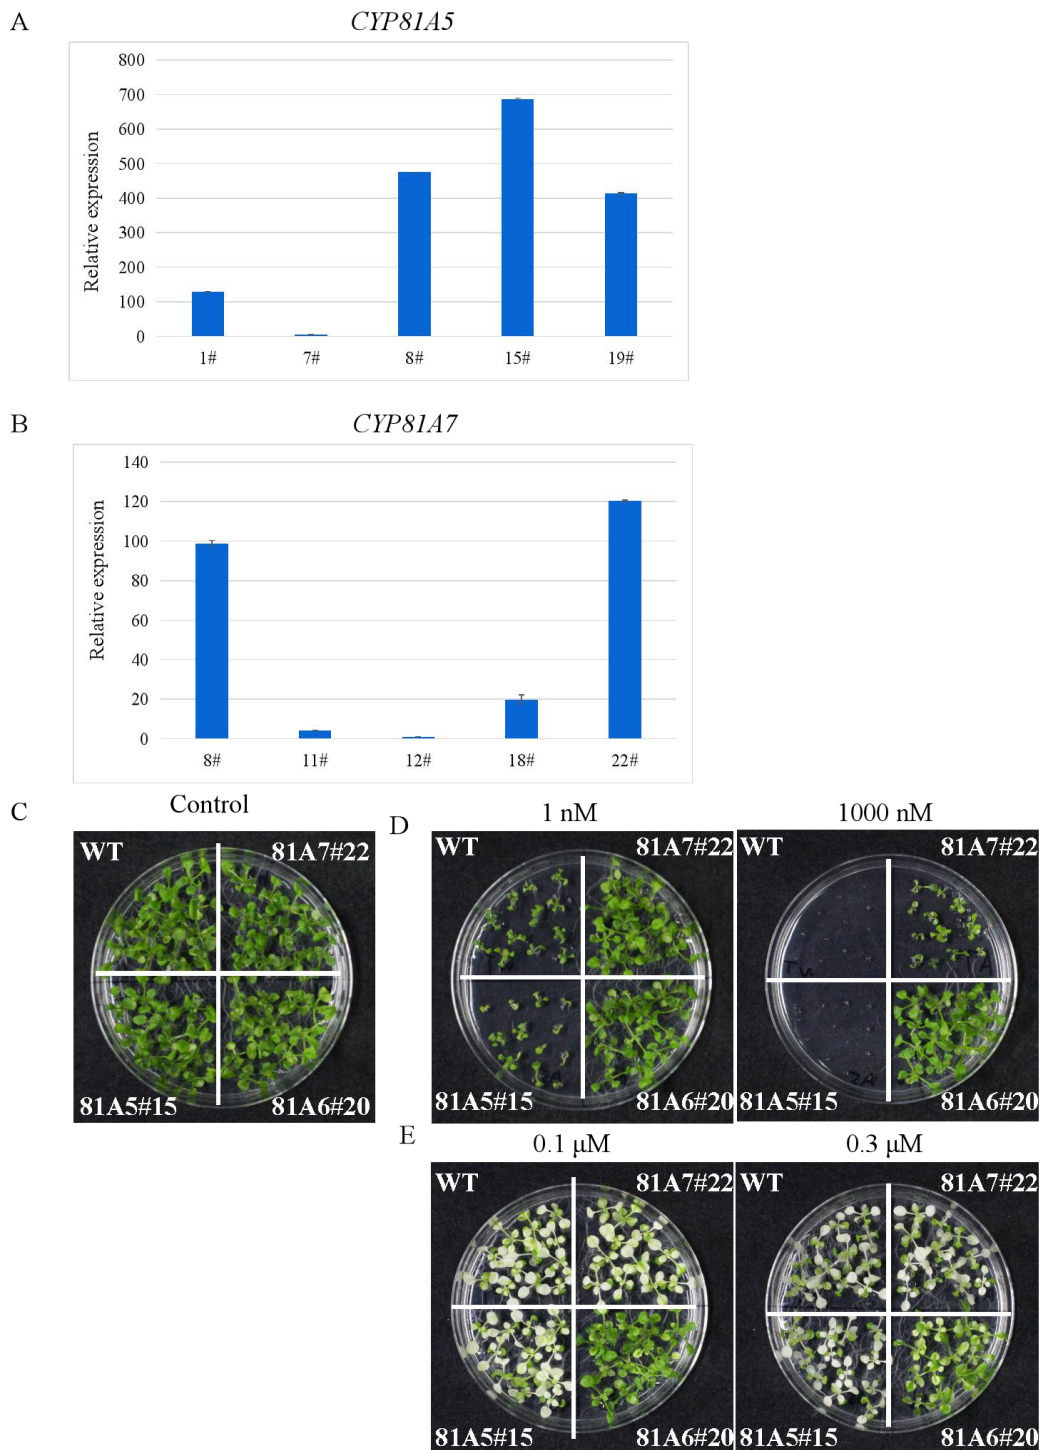 A
CYP81A5
Relative expression
800
700
600
500
400
300
200
100
0
1#
7#
8#
15#
19#
B
CYP81A7
Relative expression
140
120
100
80
60
40
20
0
8#
11#
12#
18#
22#
C
Control
WT
81A7#22
81A5#15
81A6#20
D
1 nM
WT
81A7#22
81A5#15
81A6#20
1000 nM
WT
81A7#22
81A5#15
81A6#20
E
0.1 μM
WT
81A7#22
81A5#15
81A6#20
0.3 μM
WT
81A7#22
81A5#15
81A6#20